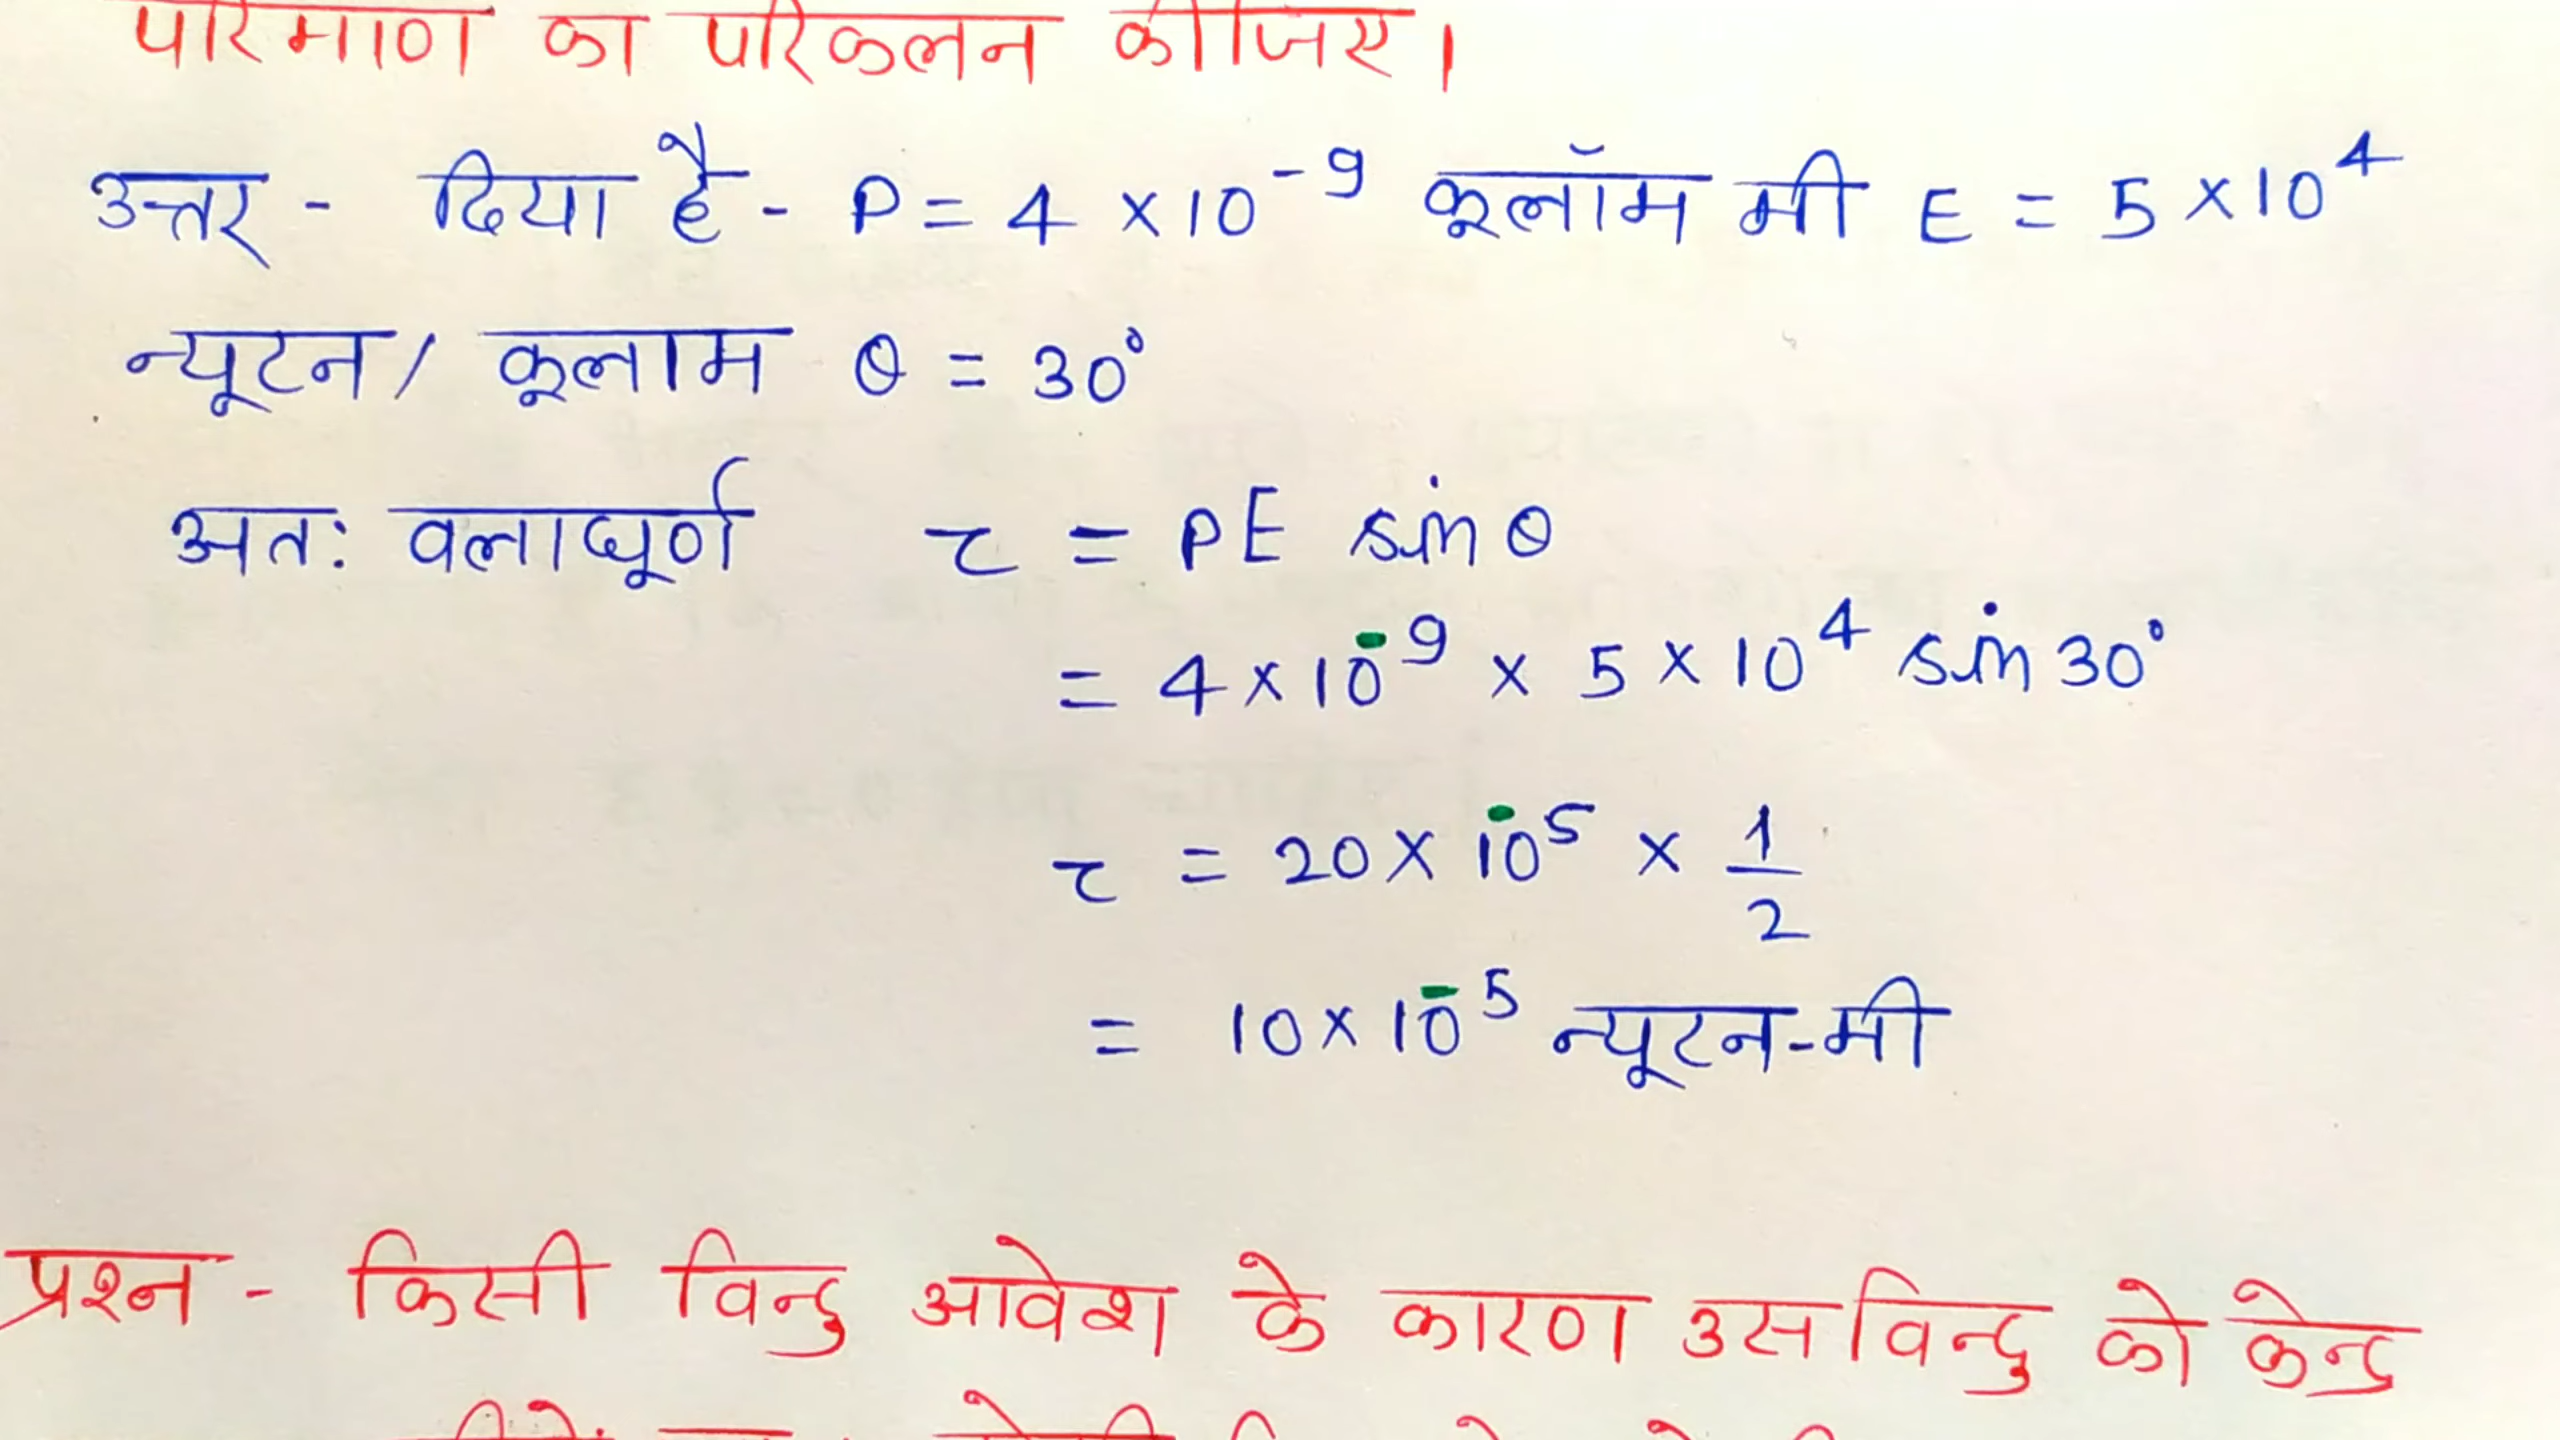 परिमाण का परिकलन कीजिए।
उत्तर - दिया है - P = 4 × 10⁻⁹ कूलॉम मी E = 5 × 10⁴
न्यूटन / कूलाम θ = 30°
अतः वलाघूर्ण τ = PE sin θ
= 4 × 10⁻⁹ × 5 × 10⁴ sin 30°
τ = 20 × 10⁻⁵ × 1/2
= 10 × 10⁻⁵ न्यूटन-मी
प्रश्न - किसी विन्दु आवेश के कारण उस विन्दु को केन्द्र